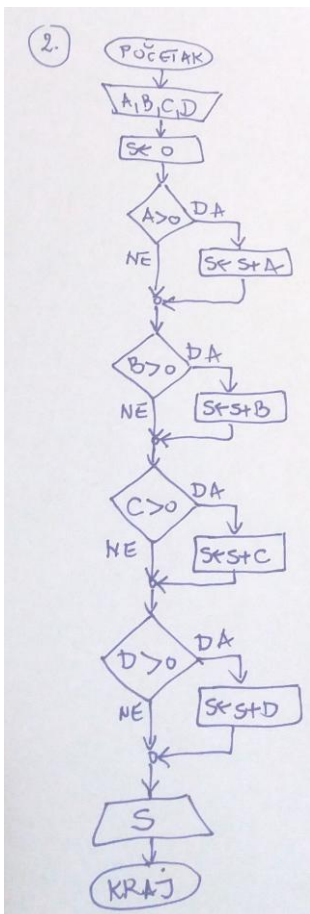 2.
POČETAK
A,B,C,D
S← 0
A>0 DA
NE S← S+A
B>0 DA
NE S←S+B
C>0 DA
NE S←S+C
D>0 DA
NE S← S+D
S
KRAJ